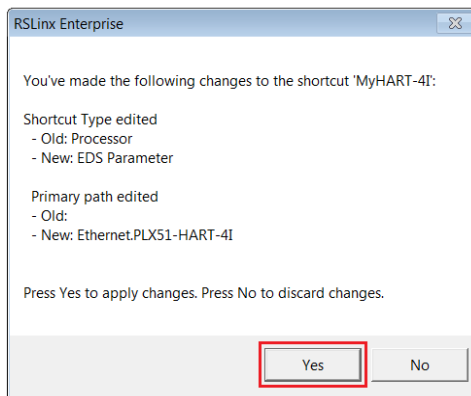 RSLinx Enterprise
You've made the following changes to the shortcut 'MyHART-4I':
Shortcut Type edited
- Old: Processor
- New: EDS Parameter
Primary path edited
- Old:
- New: Ethernet.PLX51-HART-4I
Press Yes to apply changes. Press No to discard changes.
Yes
No